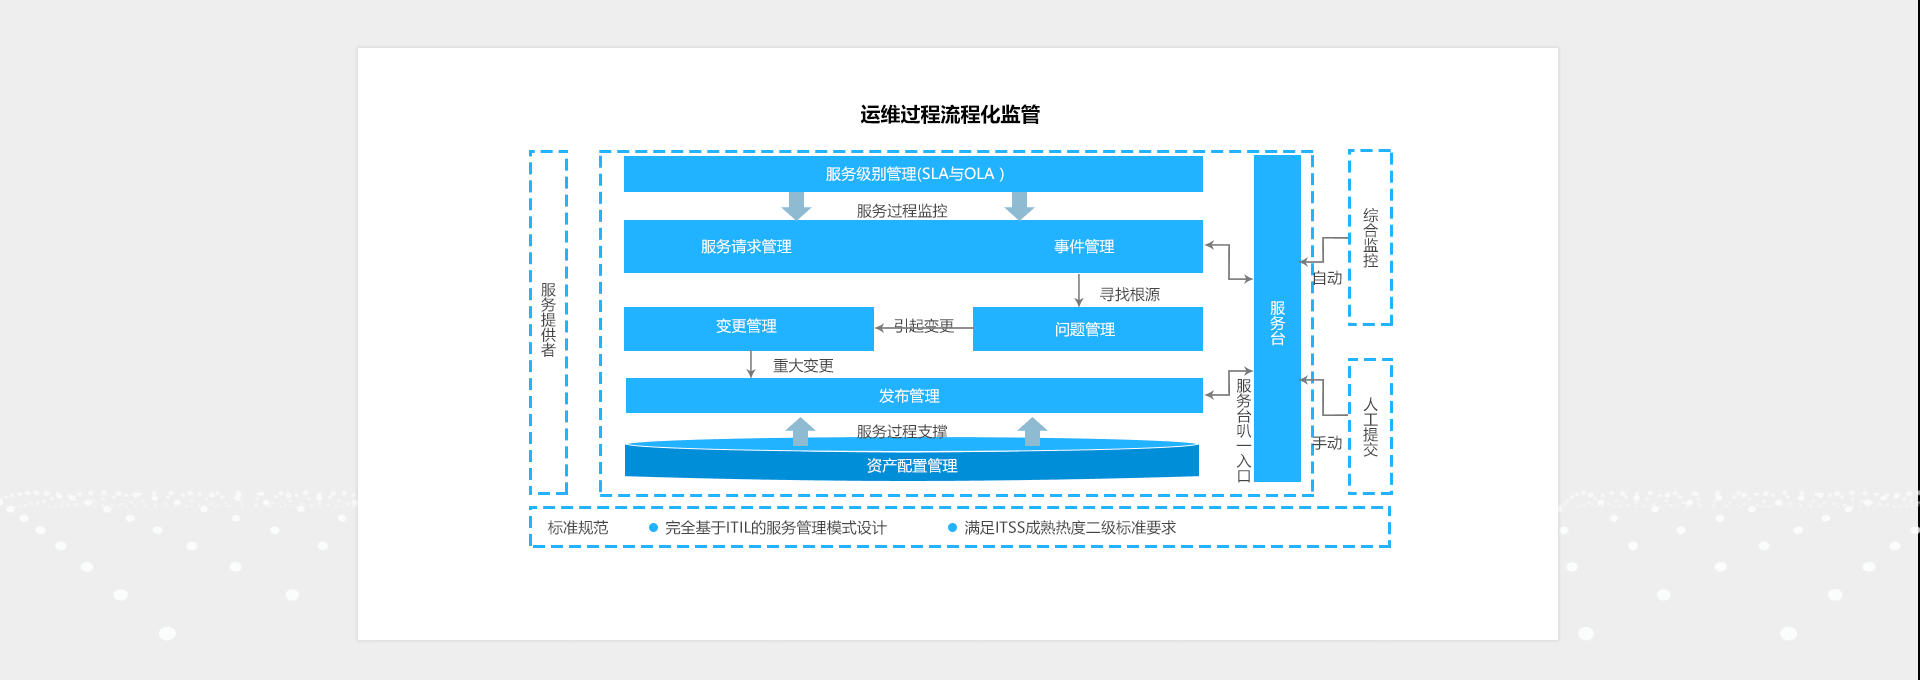 运维过程流程化监管
服务级别管理(SLA与OLA )
服务过程监控
服务请求管理
事件管理
寻找根源
变更管理
引起变更
问题管理
重大变更
发布管理
服务过程支撑
资产配置管理
服务提供者
服务台
服务台叭一入口
综合监控
自动
人工提交
手动
标准规范
完全基于ITIL的服务管理模式设计
满足ITSS成熟热度二级标准要求